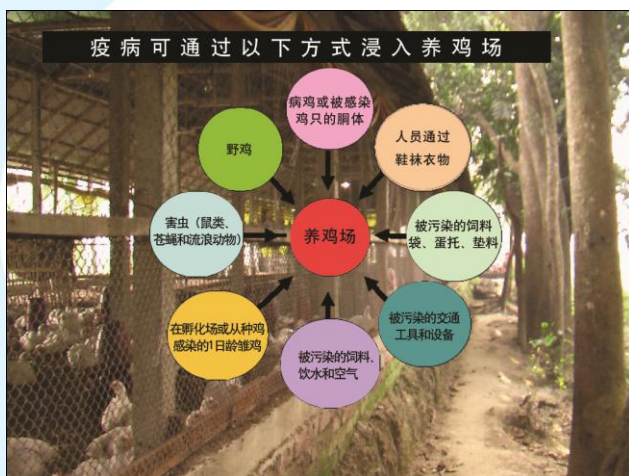 疫病可通过以下方式浸入养鸡场
病鸡或被感染
鸡只的胴体
野鸡
人员通过
鞋袜衣物
害虫（鼠类、
苍蝇和流浪动物）
养鸡场
被污染的饲料
袋、蛋托、垫料
在孵化场或从种鸡
感染的1日龄雏鸡
被污染的饲料、
饮水和空气
被污染的交通
工具和设备